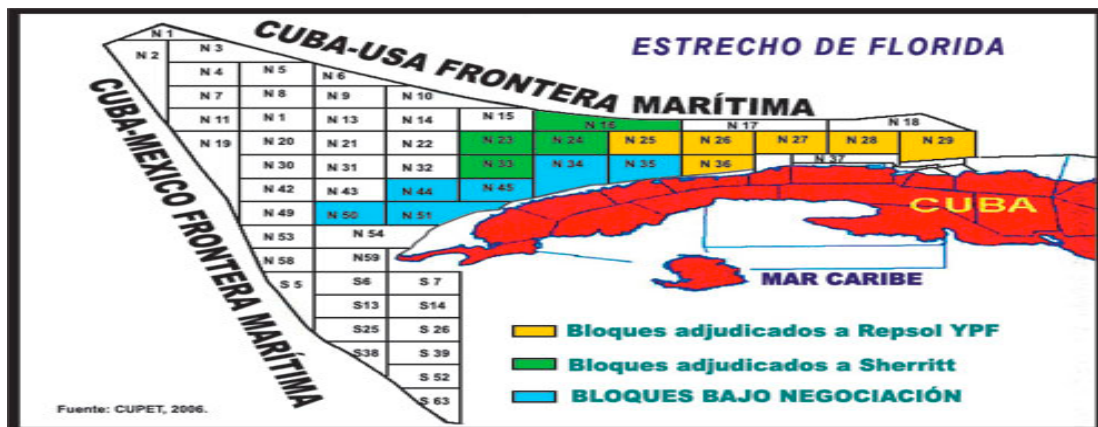 CUBA-USA FRONTERA MARÍTIMA
ESTRECHO DE FLORIDA
CUBA-MEXICO FRONTERA MARÍTIMA
N 1
N 2
N 3
N 4
N 5
N 6
N 7
N 8
N 9
N 10
N 11
N 1
N 13
N 14
N 15
N 16
N 17
N 18
N 19
N 20
N 21
N 22
N 23
N 24
N 25
N 26
N 27
N 28
N 29
N 30
N 31
N 32
N 33
N 34
N 35
N 36
N 37
N 42
N 43
N 44
N 45
N 49
N 50
N 51
N 53
N 54
N 58
N59
CUBA
MAR CARIBE
S 5
S6
S 7
S13
S14
S25
S 26
S38
S 39
S 52
S 63
Bloques adjudicados a Repsol YPF
Bloques adjudicados a Sherritt
BLOQUES BAJO NEGOCIACIÓN
Fuente: CUPET, 2006.